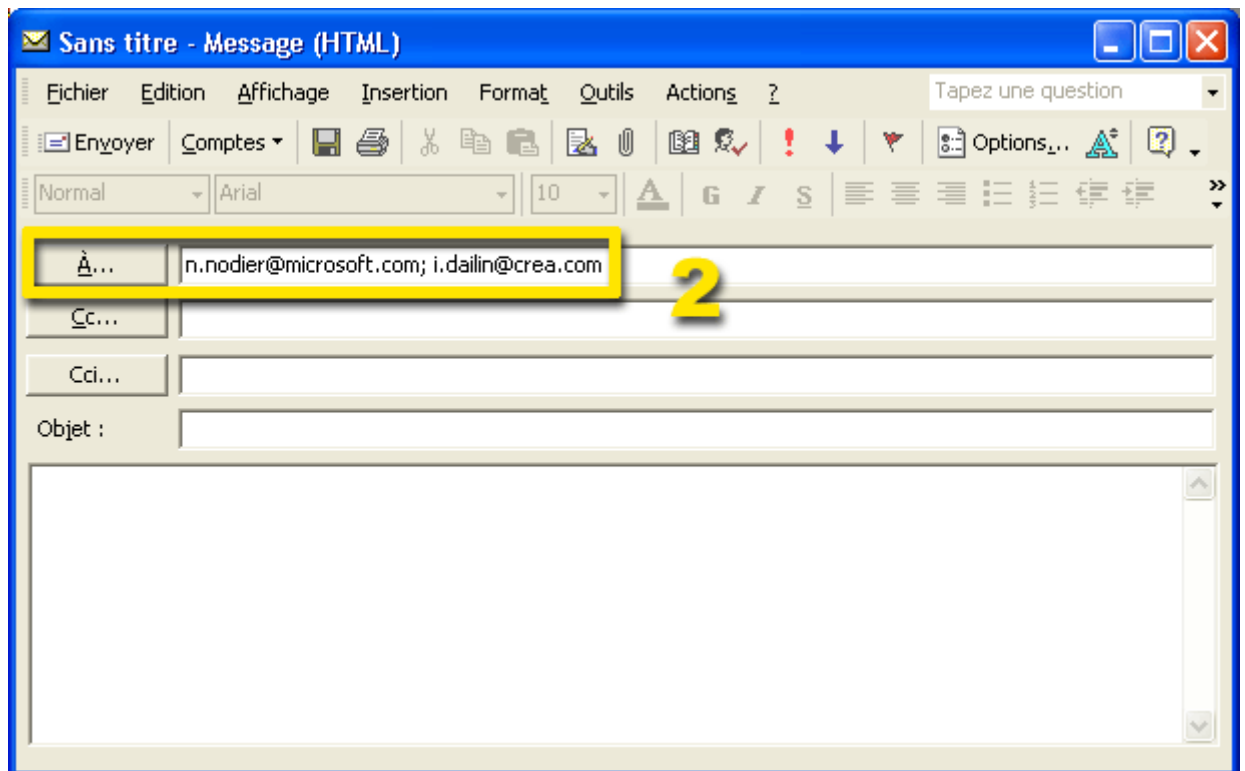 Sans titre - Message (HTML)
Fichier Edition Affichage Insertion Format Outils Actions ? Tapez une question
Envoyer Comptes Options...
Normal Arial 10 A G I S
À... n.nodier@microsoft.com; i.dailin@crea.com 2
Cc...
Cci...
Objet :